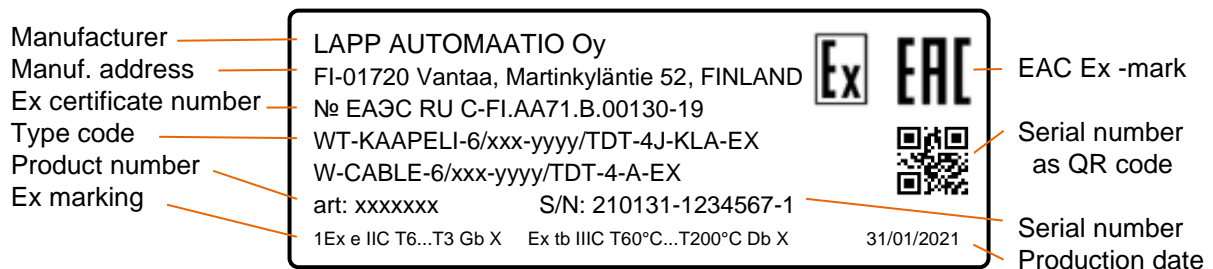 Manufacturer
Manuf. address
Ex certificate number
Type code
Product number
Ex marking
LAPP AUTOMAATIO Oy
FI-01720 Vantaa, Martinkyläntie 52, FINLAND
№ ЕАЭС RU C-FI.AA71.B.00130-19
WT-KAAPELI-6/xxx-yyyy/TDT-4J-KLA-EX
W-CABLE-6/xxx-yyyy/TDT-4-A-EX
art: xxxxxxx S/N: 210131-1234567-1
1Ex e IIC T6...T3 Gb X Ex tb IIIC T60°C...T200°C Db X 31/01/2021
Ex EAC
EAC Ex -mark
Serial number
as QR code
Serial number
Production date